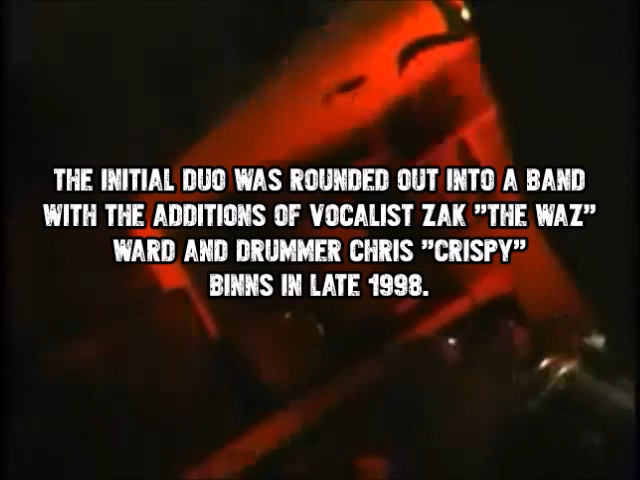 THE INITIAL DUO WAS ROUNDED OUT INTO A BAND
WITH THE ADDITIONS OF VOCALIST ZAK "THE WAZ"
WARD AND DRUMMER CHRIS "CRISPY"
BINNS IN LATE 1998.